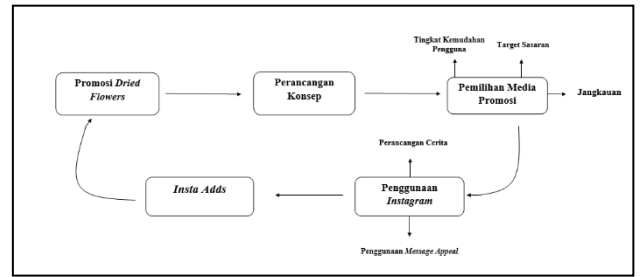 Tingkat Kemudahan
Pengguna
Target Sasaran
Promosi Dried
Flowers
Perancangan
Konsep
Pemilihan Media
Promosi
Jangkauan
Perancangan Cerita
Insta Adds
Penggunaan
Instagram
Penggunaan Message Appeal